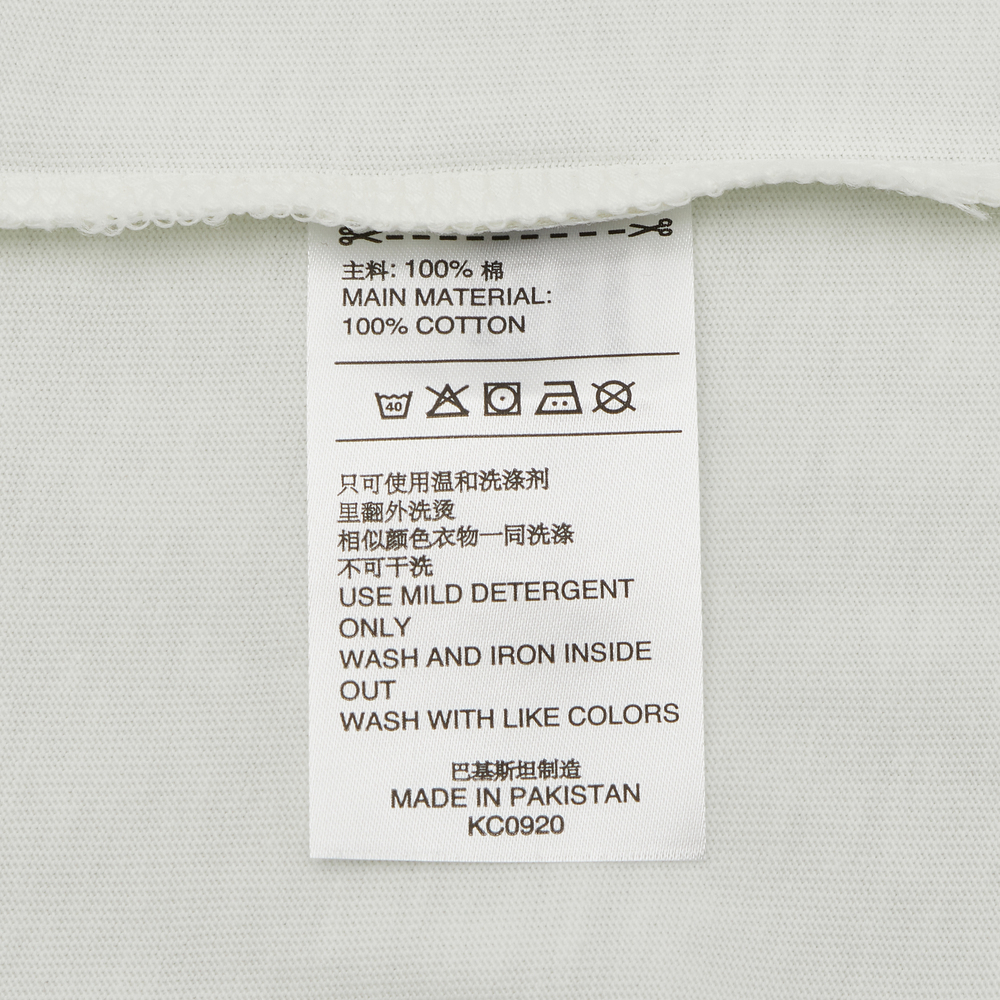 主料: 100% 棉
MAIN MATERIAL:
100% COTTON
40
只可使用温和洗涤剂
里翻外洗烫
相似颜色衣物一同洗涤
不可干洗
USE MILD DETERGENT
ONLY
WASH AND IRON INSIDE
OUT
WASH WITH LIKE COLORS
巴基斯坦制造
MADE IN PAKISTAN
KC0920